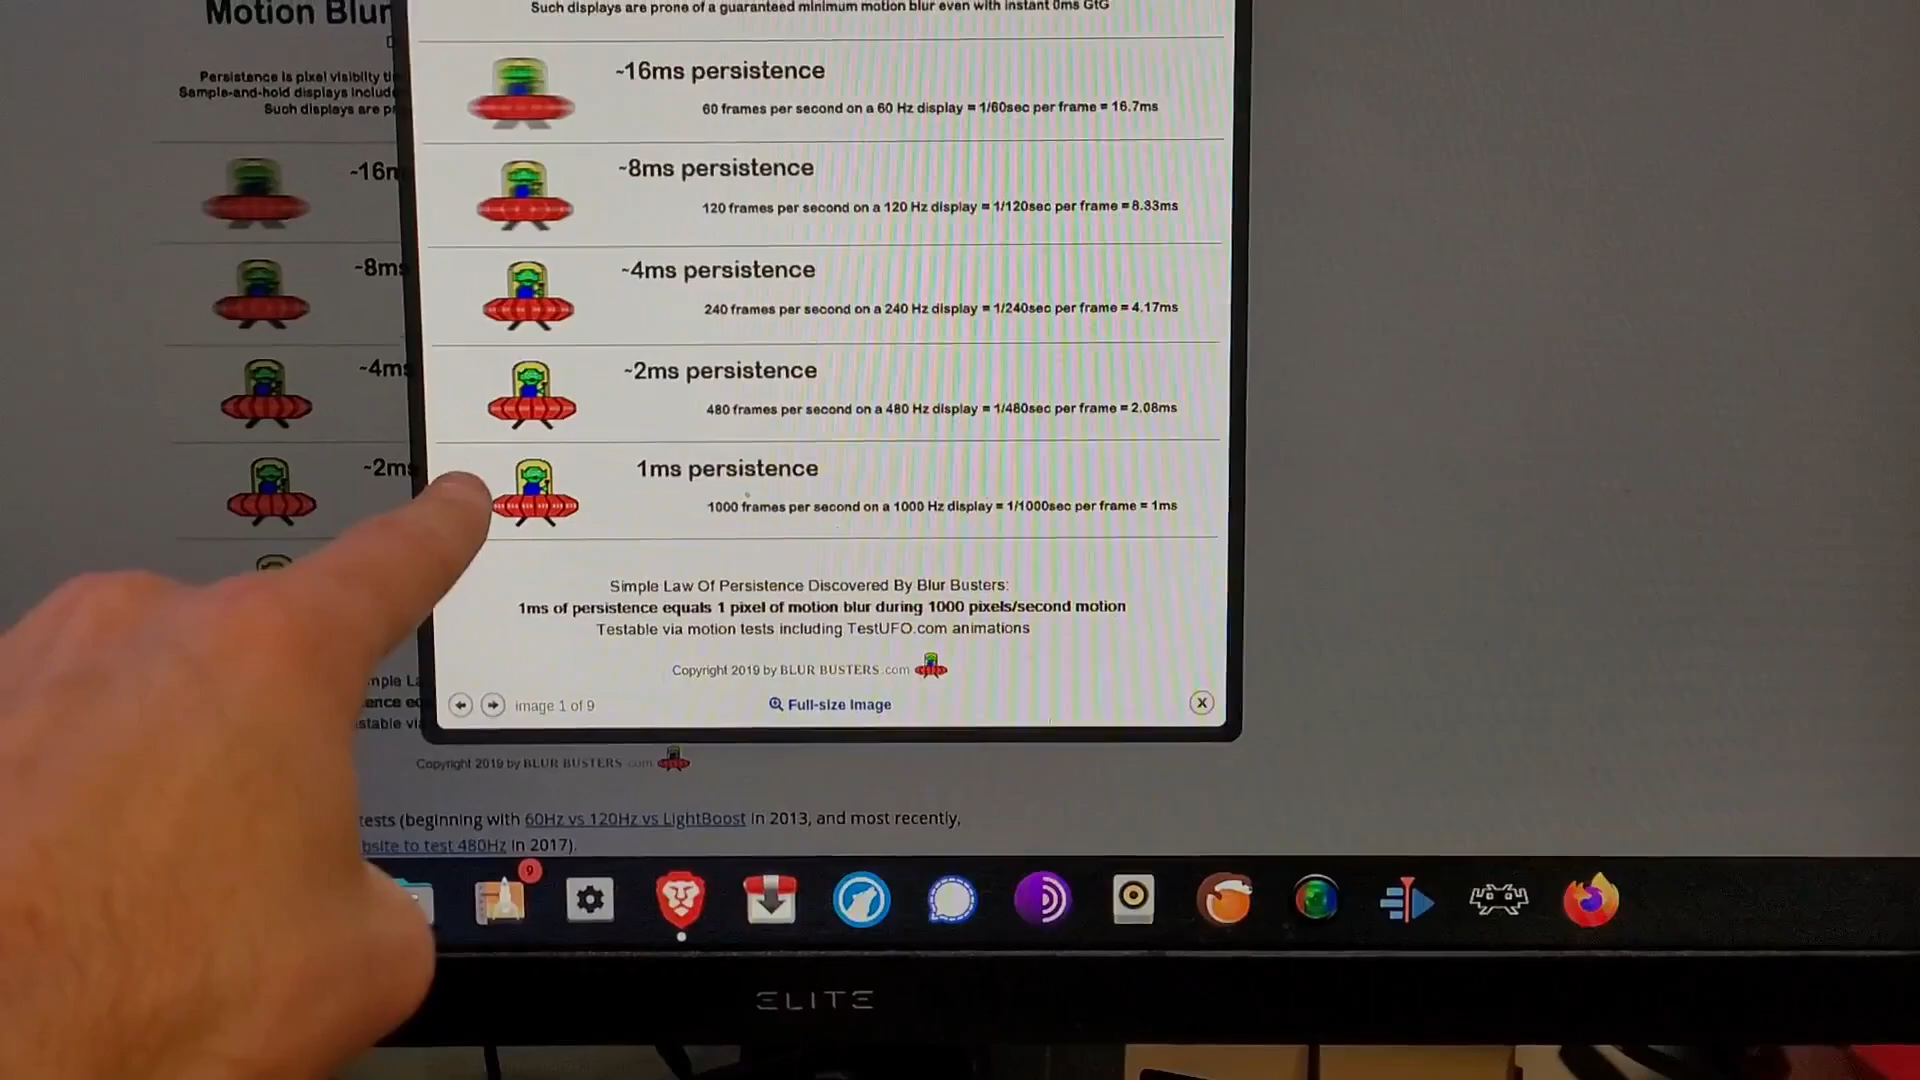 Motion Blur
Such displays are prone of a guaranteed minimum motion blur even with instant 0ms GtG
Persistence is pixel visibility
Sample-and-hold displays
Such displays are
~16ms persistence
60 frames per second on a 60 Hz display = 1/60sec per frame = 16.7ms
~8ms persistence
120 frames per second on a 120 Hz display = 1/120sec per frame = 8.33ms
~4ms persistence
240 frames per second on a 240 Hz display = 1/240sec per frame = 4.17ms
~2ms persistence
480 frames per second on a 480 Hz display = 1/480sec per frame = 2.08ms
1ms persistence
1000 frames per second on a 1000 Hz display = 1/1000sec per frame = 1ms
~8ms
~4ms
~2ms
Simple Law Of Persistence Discovered By Blur Busters:
1ms of persistence equals 1 pixel of motion blur during 1000 pixels/second motion
Testable via motion tests including TestUFO.com animations
Copyright 2019 by BLUR BUSTERS.com
image 1 of 9
Full-size Image
Copyright 2019 by BLUR BUSTERS.com
tests (beginning with 60Hz vs 120Hz vs LightBoost in 2013, and most recently,
to test 480Hz in 2017).
9
ELITE